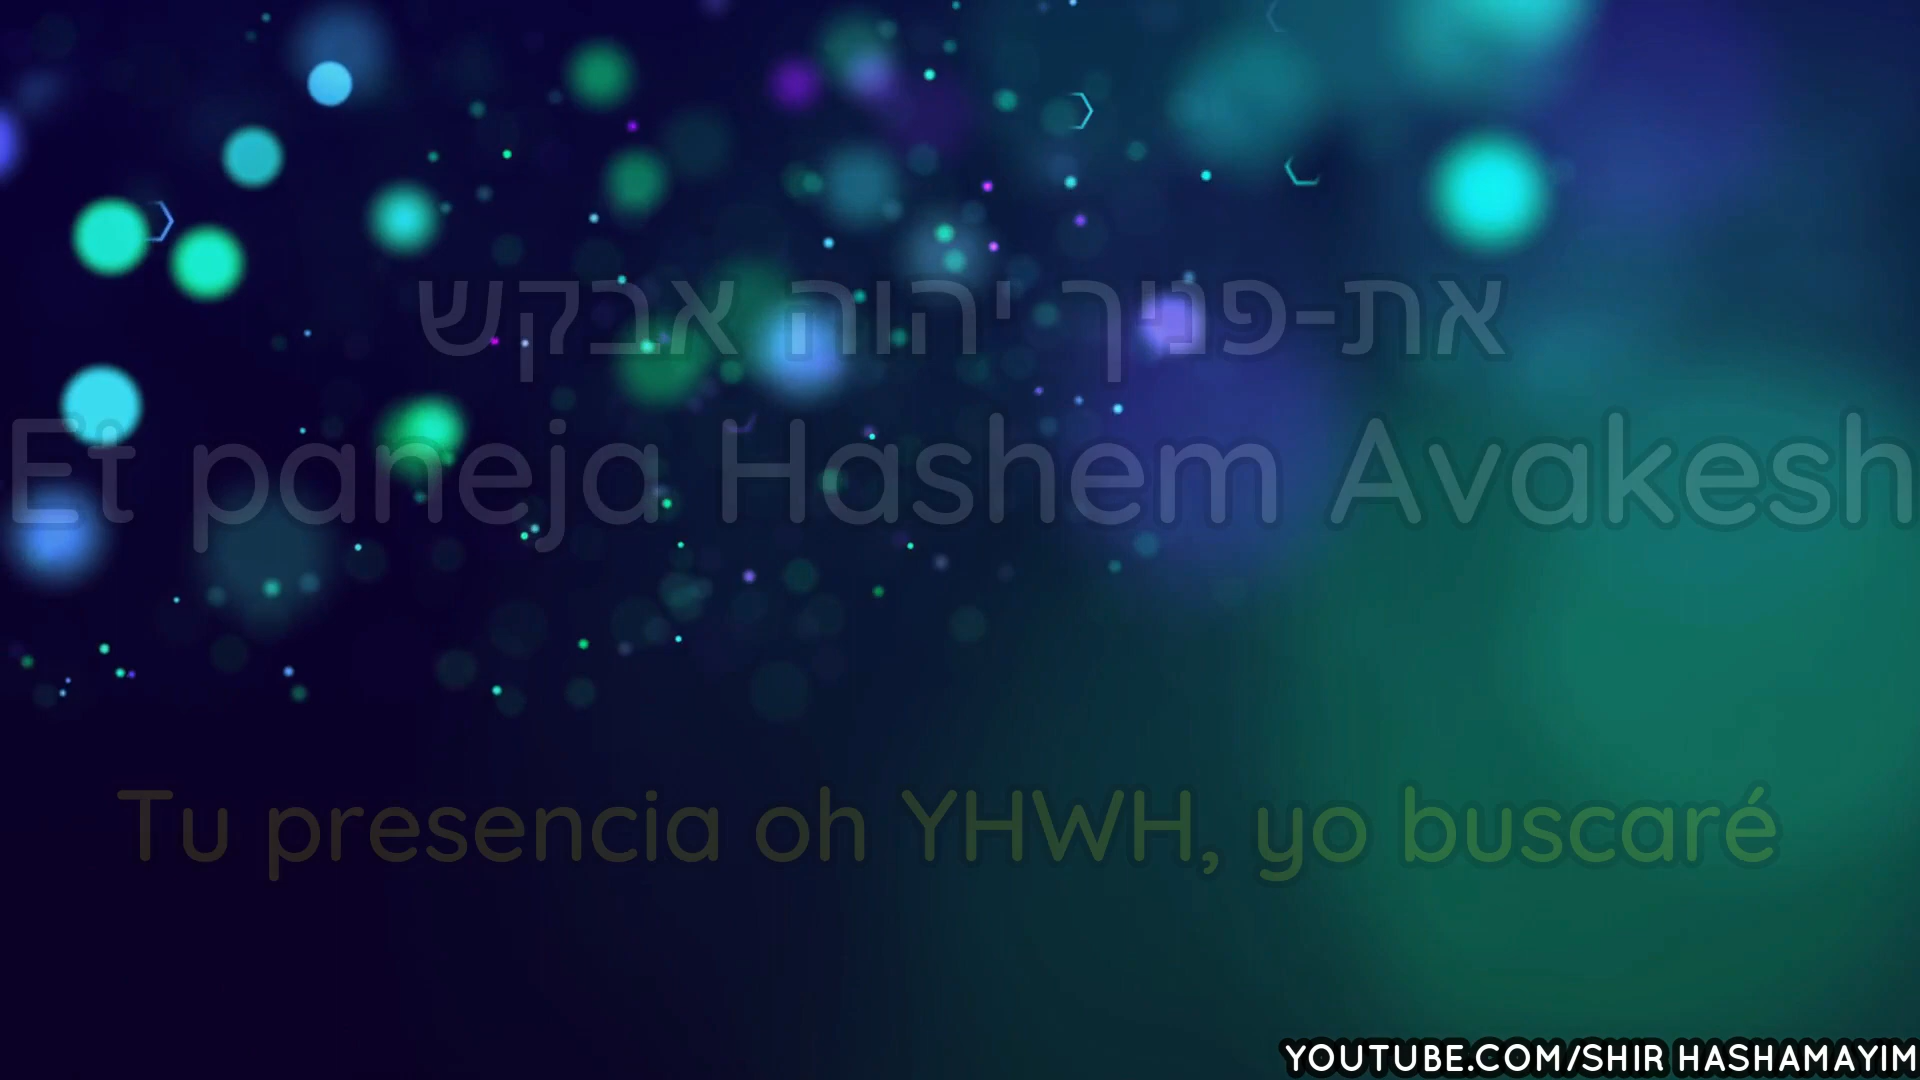 את-פניך יהוה אבקש
Et paneja Hashem Avakesh
Tu presencia oh YHWH, yo buscaré
YOUTUBE.COM/SHIR HASHAMAYIM